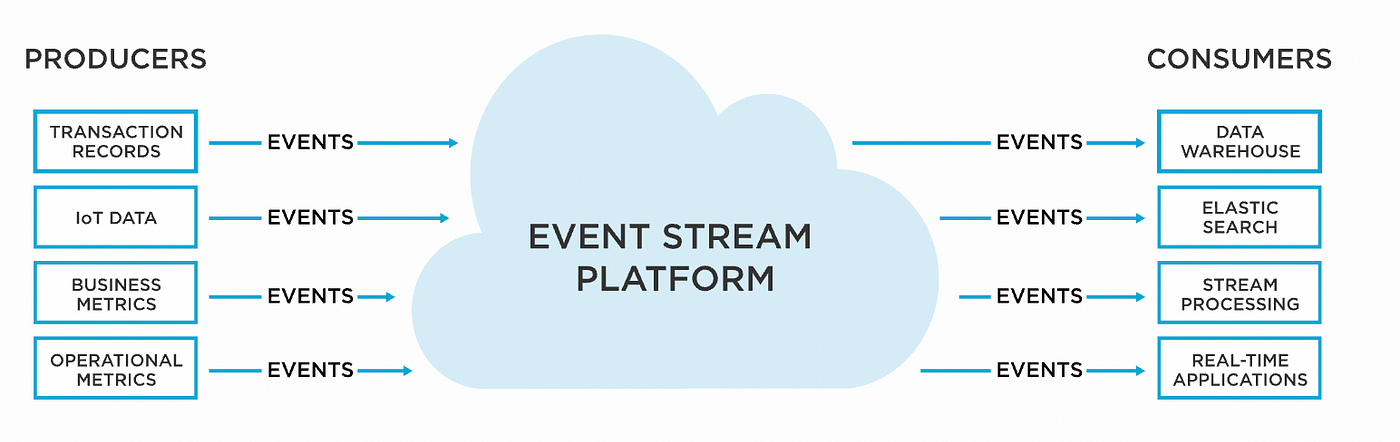 PRODUCERS
TRANSACTION
RECORDS
EVENTS
IoT DATA
EVENTS
BUSINESS
METRICS
EVENTS
OPERATIONAL
METRICS
EVENTS
EVENT STREAM
PLATFORM
CONSUMERS
EVENTS
DATA
WAREHOUSE
EVENTS
ELASTIC
SEARCH
EVENTS
STREAM
PROCESSING
EVENTS
REAL-TIME
APPLICATIONS